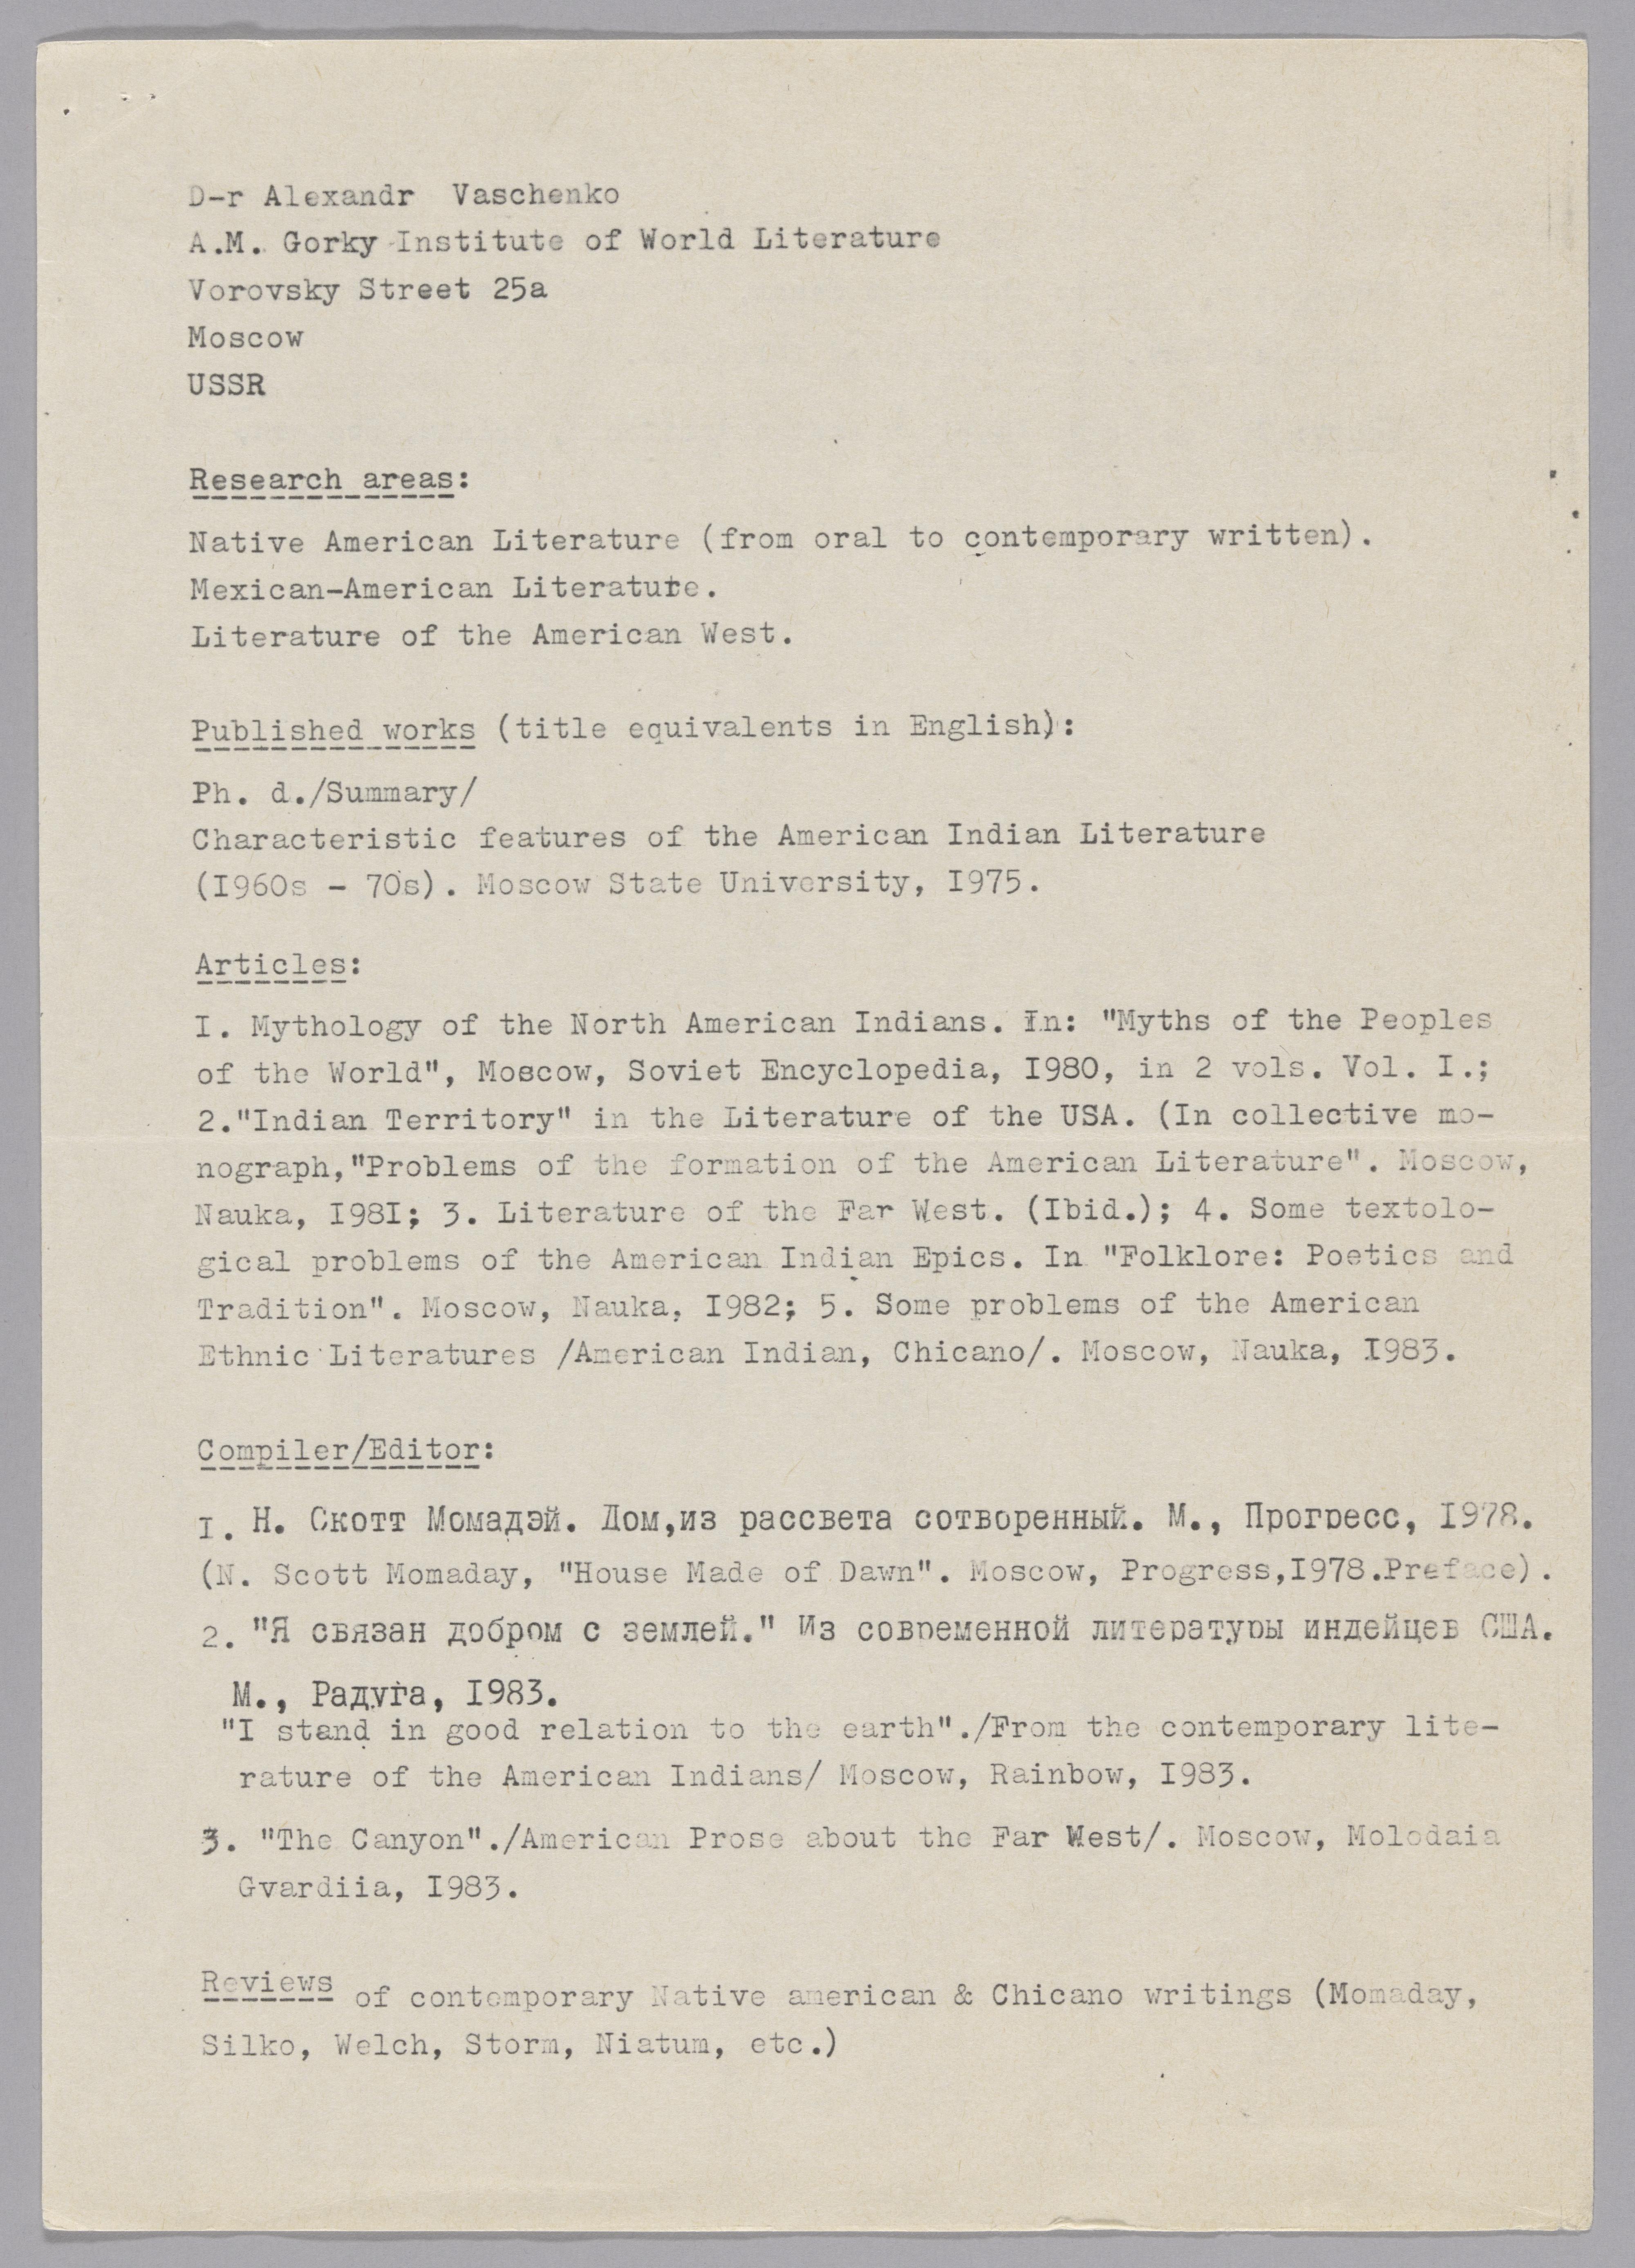 D-r Alexandr Vaschenko
A.M. Gorky Institute of World Literature
Vorovsky Street 25a
Moscow
USSR
Research areas:
Native American Literature (from oral to contemporary written).
Mexican-American Literature.
Literature of the American West.
Published works (title equivalents in English):
Ph. d./Summary/
Characteristic features of the American Indian Literature
(I960s - 70s). Moscow State University, I975.
Articles:
I. Mythology of the North American Indians. In: "Myths of the Peoples
of the World", Moscow, Soviet Encyclopedia, I980, in 2 vols. Vol. I.;
2."Indian Territory" in the Literature of the USA. (In collective mo-
nograph,"Problems of the formation of the American Literature". Moscow,
Nauka, I98I; 3. Literature of the Far West. (Ibid.); 4. Some textolo-
gical problems of the American Indian Epics. In "Folklore: Poetics and
Tradition". Moscow, Nauka, I982; 5. Some problems of the American
Ethnic Literatures /American Indian, Chicano/. Moscow, Nauka, I983.
Compiler/Editor:
I. Н. Скотт Момадэй. Дом,из рассвета сотворенный. М., Прогресс, I978.
(N. Scott Momaday, "House Made of Dawn". Moscow, Progress,I978.Preface).
2. "Я связан добром с землей." Из современной литературы индейцев США.
М., Радуга, I983.
"I stand in good relation to the earth"./From the contemporary lite-
rature of the American Indians/ Moscow, Rainbow, I983.
3. "The Canyon"./American Prose about the Far West/. Moscow, Molodaia
Gvardiia, I983.
Reviews of contemporary Native american & Chicano writings (Momaday,
Silko, Welch, Storm, Niatum, etc.)